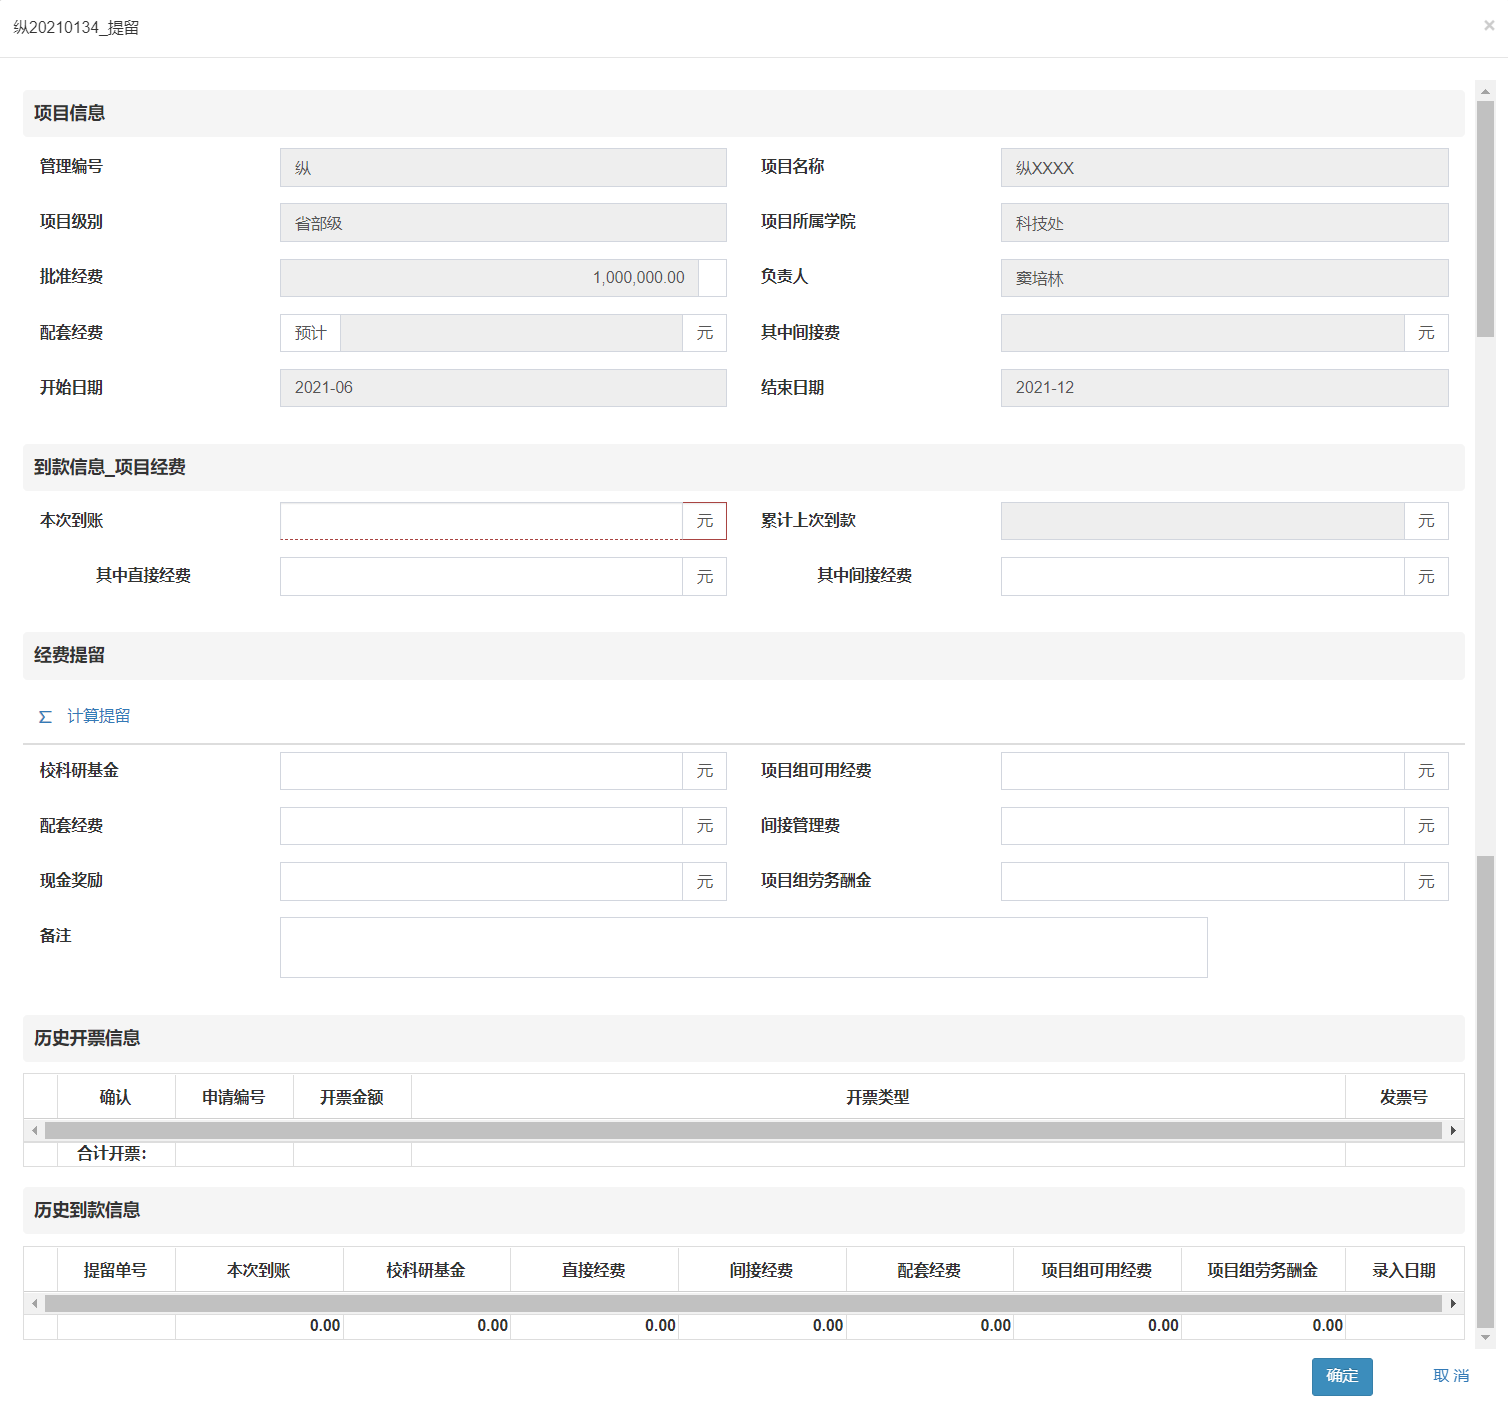 纵20210134_提留 ×
项目信息
管理编号 纵 项目名称 纵XXXX
项目级别 省部级 项目所属学院 科技处
批准经费 1,000,000.00 负责人 窦培林
配套经费 预计 元 其中间接费 元
开始日期 2021-06 结束日期 2021-12
到款信息_项目经费
本次到账 元 累计上次到款 元
其中直接经费 元 其中间接经费 元
经费提留
Σ 计算提留
校科研基金 元 项目组可用经费 元
配套经费 元 间接管理费 元
现金奖励 元 项目组劳务酬金 元
备注
历史开票信息
确认 申请编号 开票金额 开票类型 发票号
合计开票：
历史到款信息
提留单号 本次到账 校科研基金 直接经费 间接经费 配套经费 项目组可用经费 项目组劳务酬金 录入日期
0.00 0.00 0.00 0.00 0.00 0.00 0.00
确定 取 消